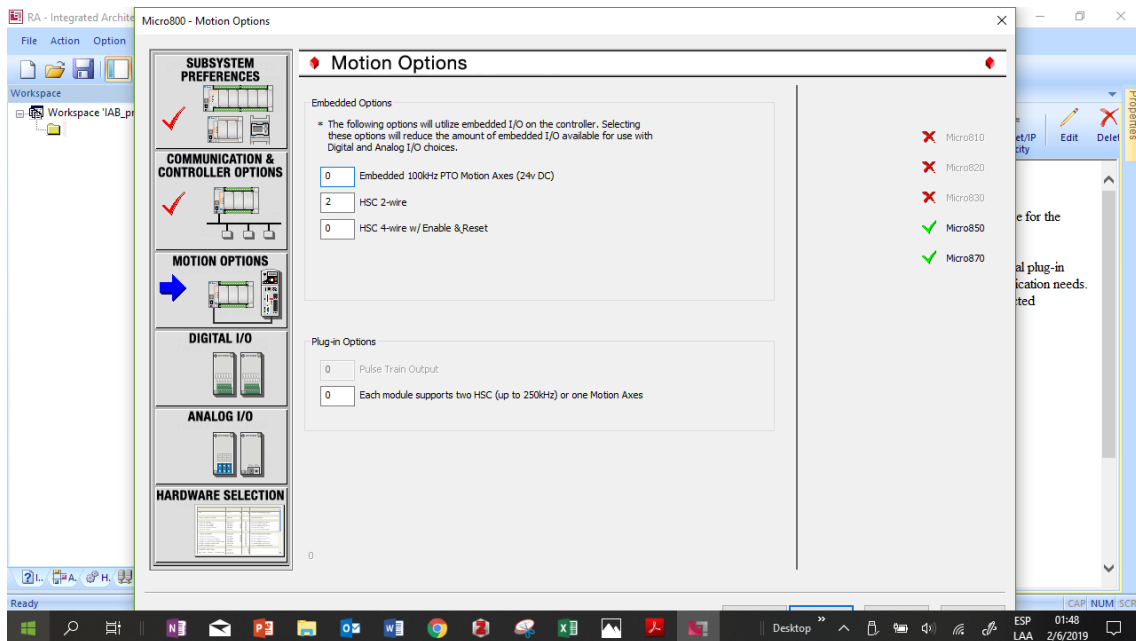 RA - Integrated Archite
File Action Option
Workspace
Workspace 'IAB_pr
Micro800 - Motion Options
SUBSYSTEM
PREFERENCES
COMMUNICATION &
CONTROLLER OPTIONS
MOTION OPTIONS
DIGITAL I/O
ANALOG I/O
HARDWARE SELECTION
Motion Options
Embedded Options
* The following options will utilize embedded I/O on the controller. Selecting
these options will reduce the amount of embedded I/O available for use with
Digital and Analog I/O choices.
0 Embedded 100kHz PTO Motion Axes (24v DC)
2 HSC 2-wire
0 HSC 4-wire w/ Enable & Reset
Plug-in Options
0 Pulse Train Output
0 Each module supports two HSC (up to 250kHz) or one Motion Axes
0
Micro810
Micro820
Micro830
Micro850
Micro870
et/IP
city
Edit
Delet
Properties
e for the
al plug-in
ication needs.
cted
I.. A. H.
Ready
CAP NUM SCR
Desktop
ESP
LAA
01:48
2/6/2019